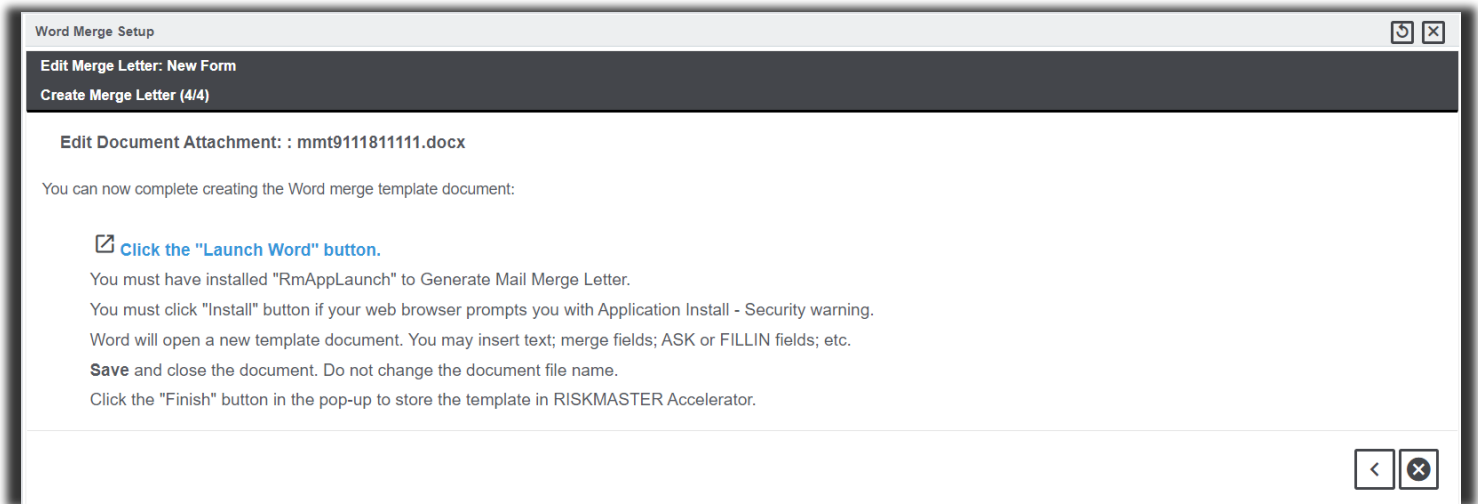 Word Merge Setup
Edit Merge Letter: New Form
Create Merge Letter (4/4)
Edit Document Attachment: : mmt9111811111.docx
You can now complete creating the Word merge template document:
Click the "Launch Word" button.
You must have installed "RmAppLaunch" to Generate Mail Merge Letter.
You must click "Install" button if your web browser prompts you with Application Install - Security warning.
Word will open a new template document. You may insert text; merge fields; ASK or FILLIN fields; etc.
Save and close the document. Do not change the document file name.
Click the "Finish" button in the pop-up to store the template in RISKMASTER Accelerator.